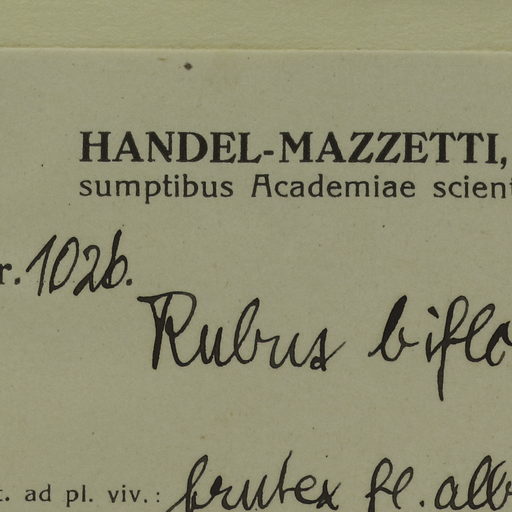 HANDEL-MAZZETTI,
sumptibus Academiae scient
r. 1026.
Rubus biflo
t. ad pl. viv.: frutex fl. alb